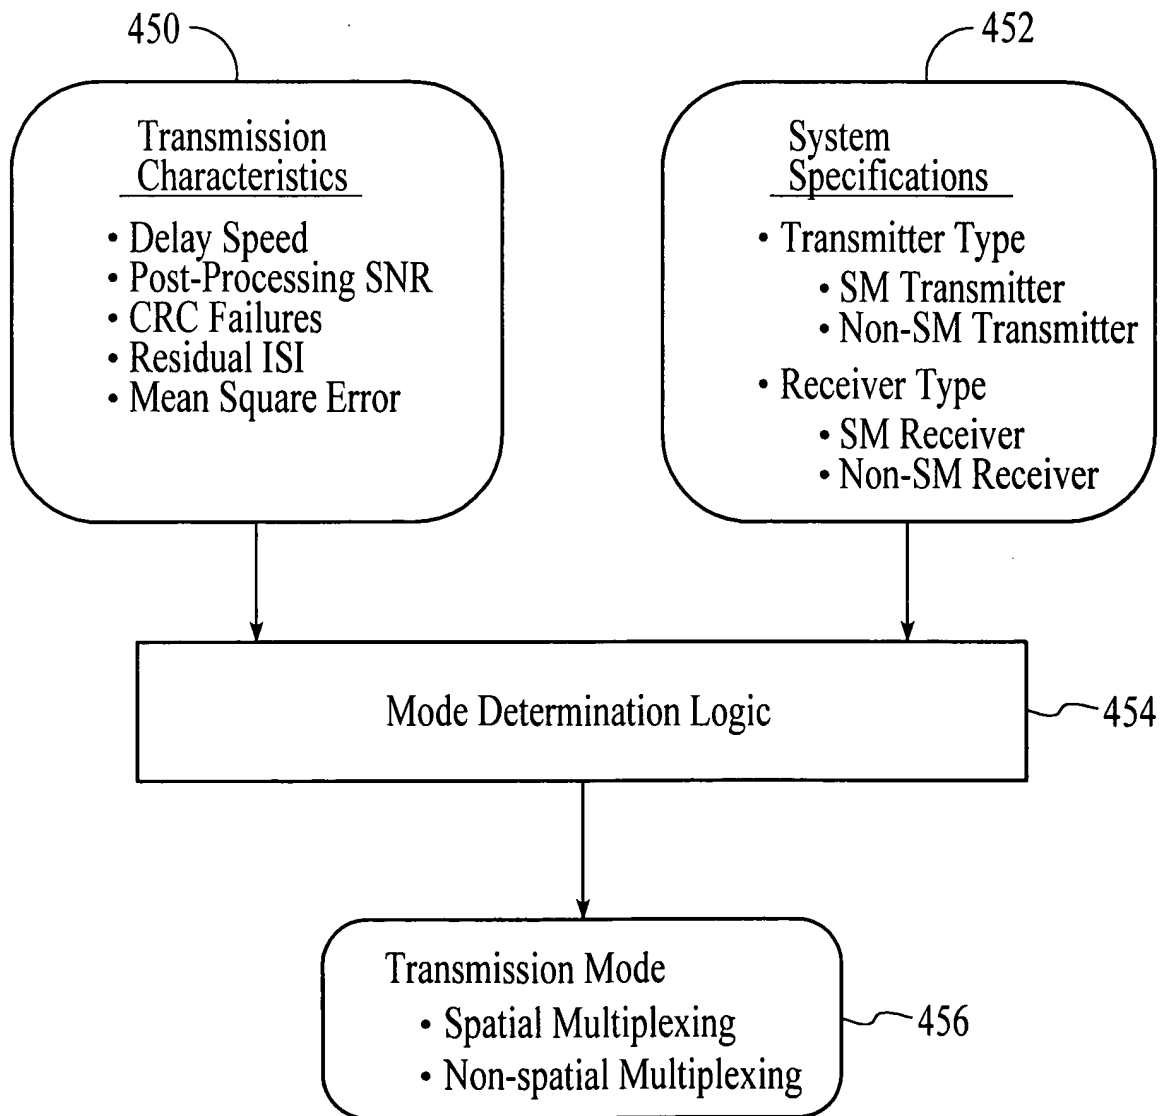 450
Transmission
Characteristics
• Delay Speed
• Post-Processing SNR
• CRC Failures
• Residual ISI
• Mean Square Error
452
System
Specifications
• Transmitter Type
• SM Transmitter
• Non-SM Transmitter
• Receiver Type
• SM Receiver
• Non-SM Receiver
Mode Determination Logic
454
Transmission Mode
• Spatial Multiplexing
• Non-spatial Multiplexing
456